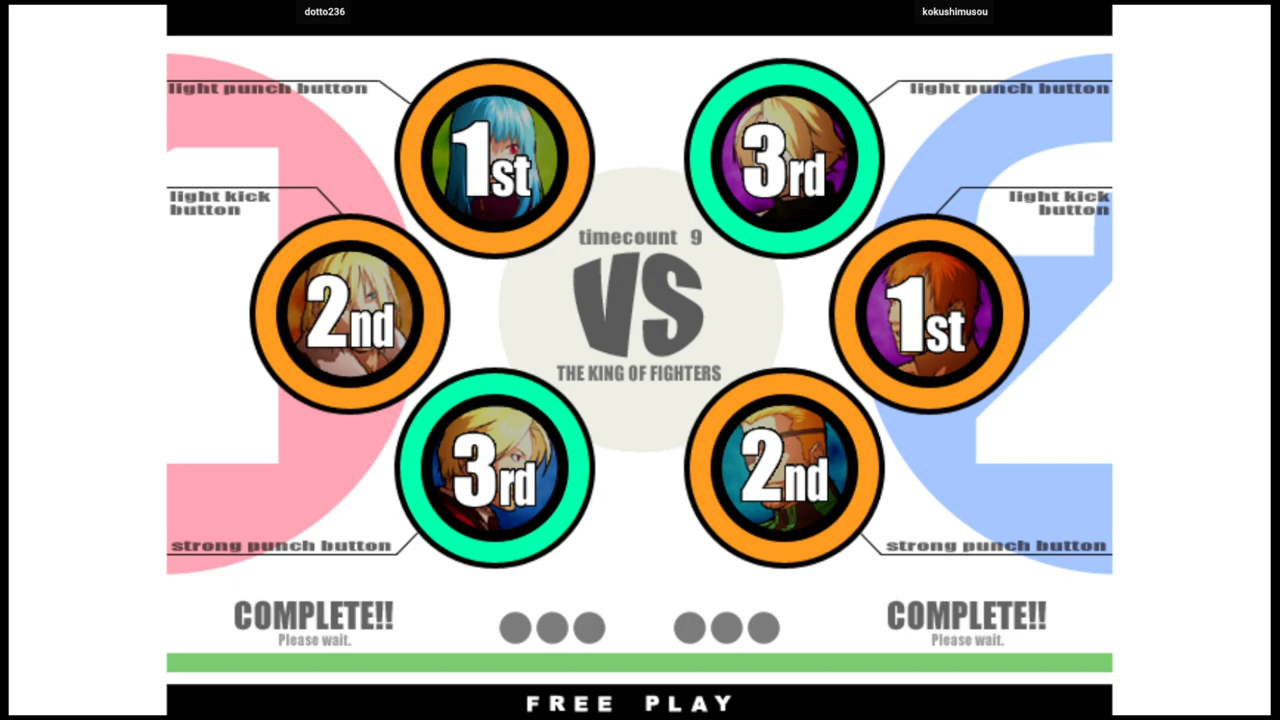 dotto236
kokushimusou
light punch button
light punch button
1st
3rd
light kick
button
light kick
button
timecount 9
VS
THE KING OF FIGHTERS
2nd
1st
3rd
2nd
strong punch button
strong punch button
COMPLETE!!
Please wait.
COMPLETE!!
Please wait.
FREE PLAY
1
2